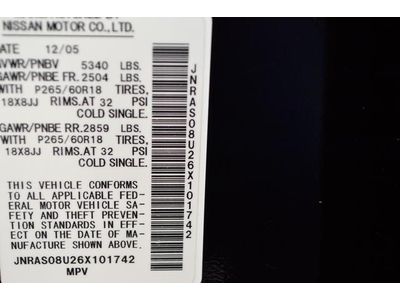 NISSAN MOTOR CO., LTD.
DATE 12/05
GVWR/PNBV 5340 LBS.
GAWR/PNBE FR. 2504 LBS.
WITH P265/60R18 TIRES,
18X8JJ RIMS.AT 32 PSI
COLD SINGLE.
GAWR/PNBE RR. 2859 LBS.
WITH P265/60R18 TIRES,
18X8JJ RIMS.AT 32 PSI
COLD SINGLE.
THIS VEHICLE CONFORMS
TO ALL APPLICABLE FED-
ERAL MOTOR VEHICLE SA-
FETY AND THEFT PREVEN-
TION STANDARDS IN EFFECT
ON THE DATE OF MA-
NUFACTURE SHOWN ABOVE.
JNRAS08U26X101742
MPV
JNRAS08U26X101742